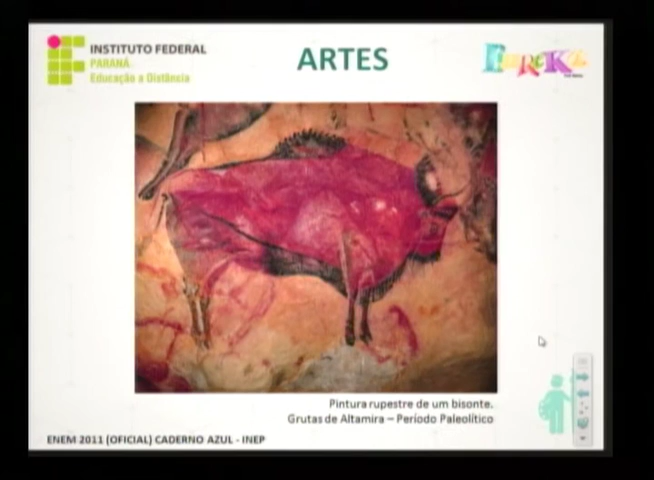 INSTITUTO FEDERAL
PARANÁ
Educação a Distância
ARTES
EUREKA
Pintura rupestre de um bisonte.
Grutas de Altamira – Período Paleolítico
ENEM 2011 (OFICIAL) CADERNO AZUL - INEP